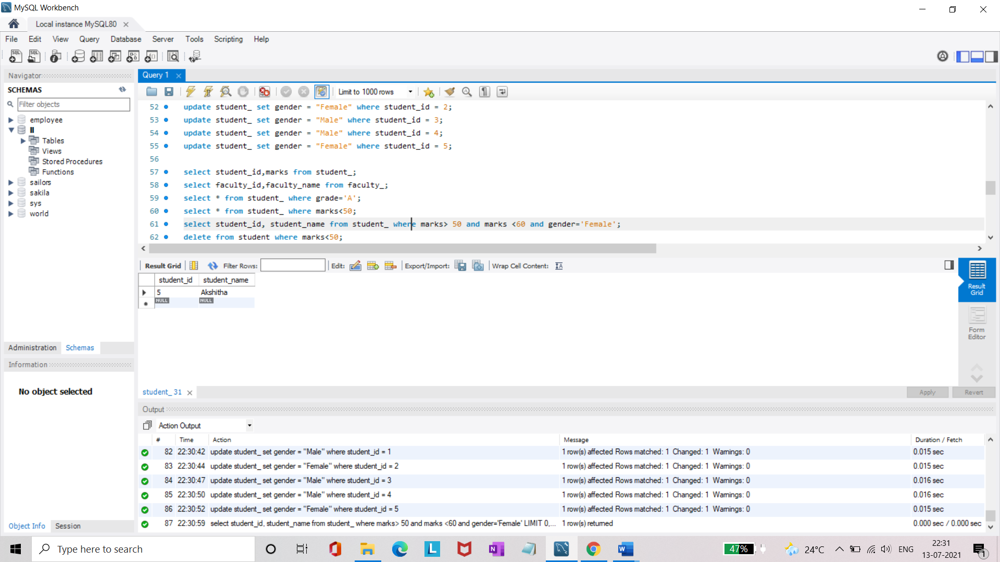 MySQL Workbench
Local instance MySQL80
File Edit View Query Database Server Tools Scripting Help
Navigator
SCHEMAS
Filter objects
employee
ll
Tables
Views
Stored Procedures
Functions
sailors
sakila
sys
world
Administration Schemas
Information
No object selected
Object Info Session
Query 1
Limit to 1000 rows
52 update student_ set gender = "Female" where student_id = 2;
53 update student_ set gender = "Male" where student_id = 3;
54 update student_ set gender = "Male" where student_id = 4;
55 update student_ set gender = "Female" where student_id = 5;
56
57 select student_id,marks from student_;
58 select faculty_id,faculty_name from faculty_;
59 select * from student_ where grade='A';
60 select * from student_ where marks<50;
61 select student_id, student_name from student_ where marks> 50 and marks <60 and gender='Female';
62 delete from student where marks<50;
Result Grid Filter Rows: Edit: Export/Import: Wrap Cell Content:
student_id student_name
5 Akshitha
NULL NULL
Result Grid
Form Editor
student_ 31
Apply Revert
Output
Action Output
# Time Action Message Duration / Fetch
82 22:30:42 update student_ set gender = "Male" where student_id = 1 1 row(s) affected Rows matched: 1 Changed: 1 Warnings: 0 0.015 sec
83 22:30:44 update student_ set gender = "Female" where student_id = 2 1 row(s) affected Rows matched: 1 Changed: 1 Warnings: 0 0.015 sec
84 22:30:47 update student_ set gender = "Male" where student_id = 3 1 row(s) affected Rows matched: 1 Changed: 1 Warnings: 0 0.016 sec
85 22:30:50 update student_ set gender = "Male" where student_id = 4 1 row(s) affected Rows matched: 1 Changed: 1 Warnings: 0 0.016 sec
86 22:30:52 update student_ set gender = "Female" where student_id = 5 1 row(s) affected Rows matched: 1 Changed: 1 Warnings: 0 0.015 sec
87 22:30:59 select student_id, student_name from student_ where marks> 50 and marks <60 and gender='Female' LIMIT 0,... 1 row(s) returned 0.000 sec / 0.000 sec
Type here to search
47%
24°C
ENG
22:31
13-07-2021
1